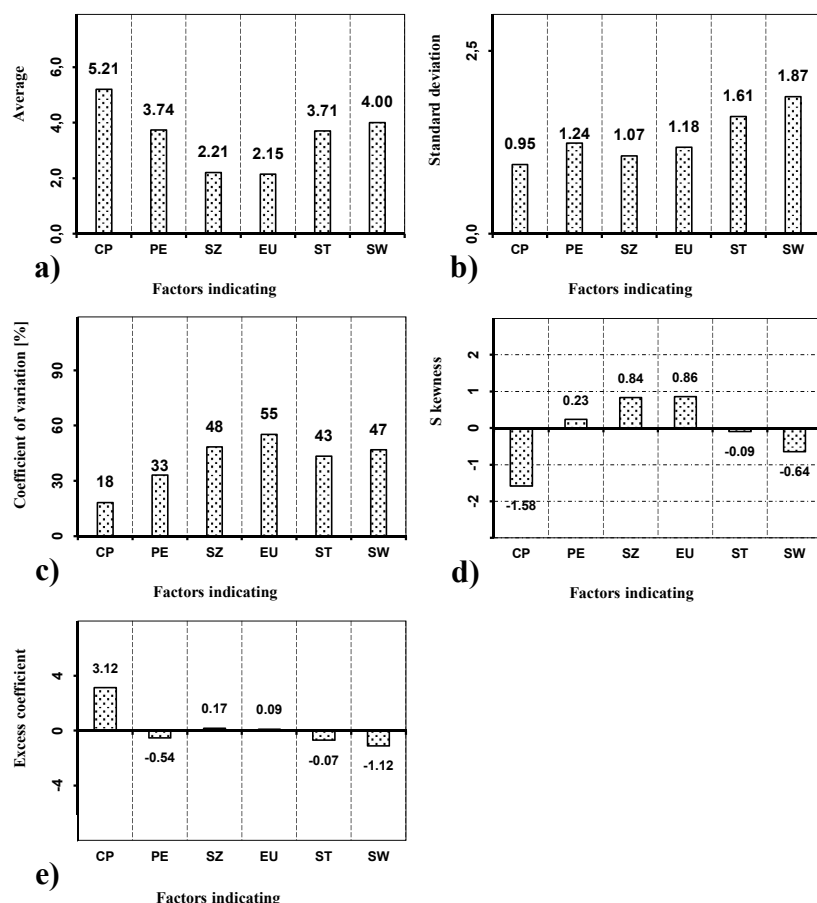 Average
6,0
4,0
2,0
0,0
5.21
3.74
2.21
2.15
3.71
4.00
CP PE SZ EU ST SW
a)
Factors indicating
Standard deviation
2,5
0,0
0.95
1.24
1.07
1.18
1.61
1.87
CP PE SZ EU ST SW
b)
Factors indicating
Coefficient of variation [%]
90
60
30
0
18
33
48
55
43
47
CP PE SZ EU ST SW
c)
Factors indicating
S kewness
2
1
0
-1
-2
-1.58
0.23
0.84
0.86
-0.09
-0.64
CP PE SZ EU ST SW
d)
Factors indicating
Excess coefficient
4
0
-4
3.12
-0.54
0.17
0.09
-0.07
-1.12
CP PE SZ EU ST SW
e)
Factors indicating